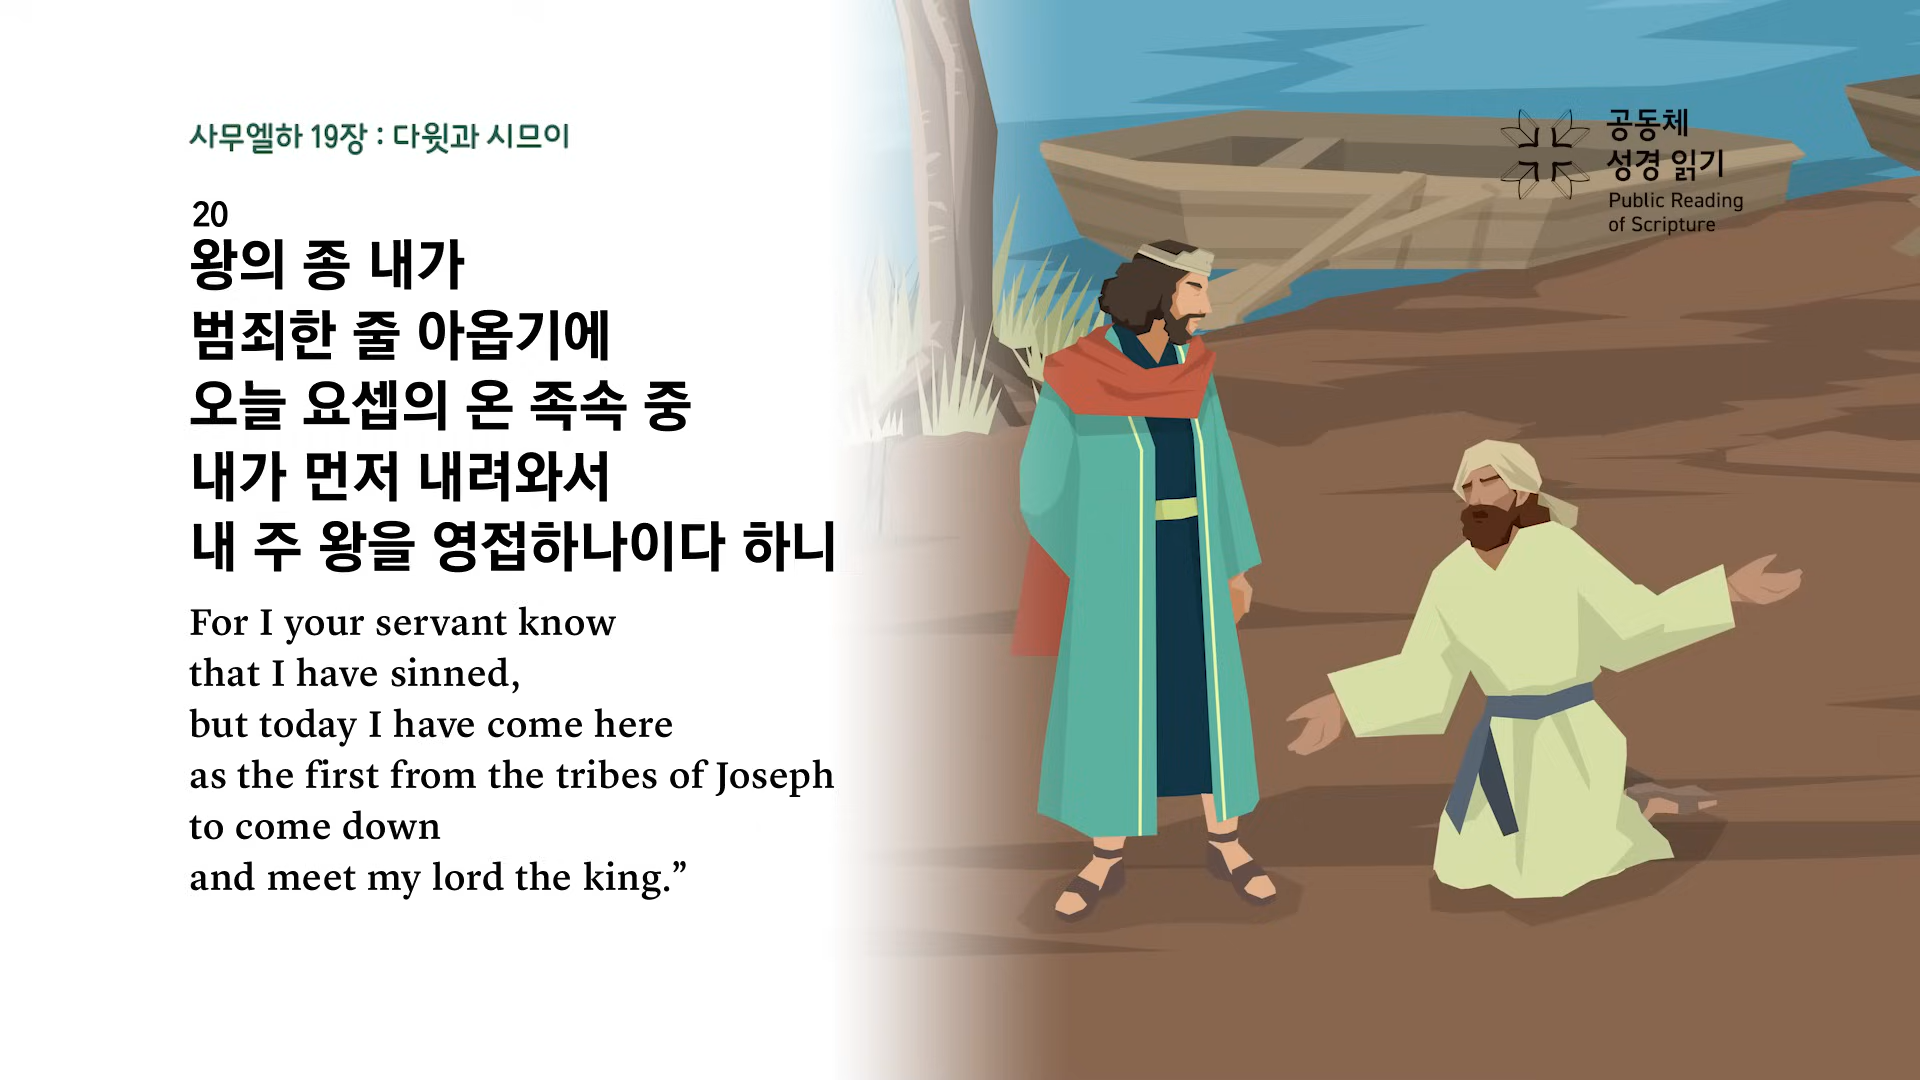 사무엘하 19장 : 다윗과 시므이
20
왕의 종 내가
범죄한 줄 아옵기에
오늘 요셉의 온 족속 중
내가 먼저 내려와서
내 주 왕을 영접하나이다 하니
For I your servant know
that I have sinned,
but today I have come here
as the first from the tribes of Joseph
to come down
and meet my lord the king.”
공동체
성경 읽기
Public Reading
of Scripture